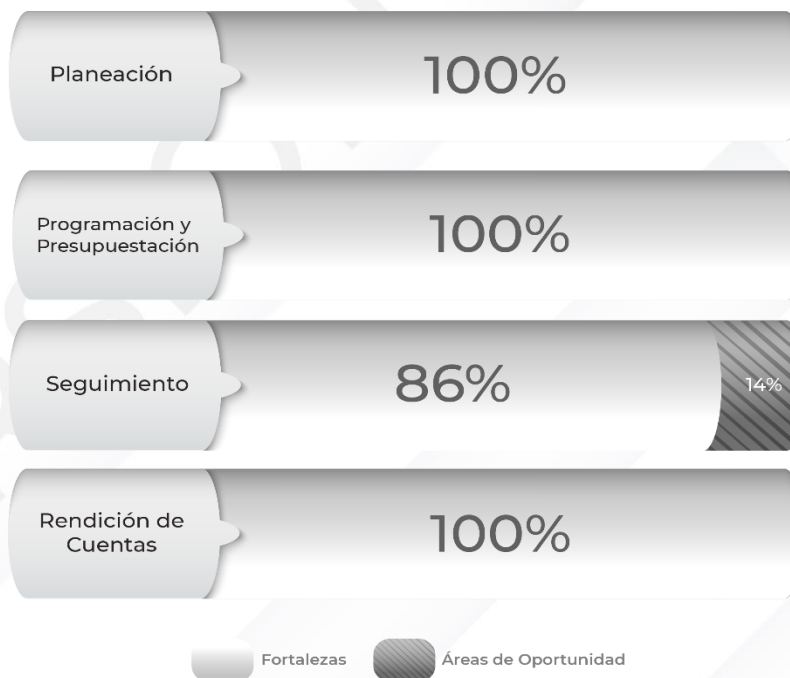 Planeación
100%
Programación y
Presupuestación
100%
Seguimiento
86%
14%
Rendición de
Cuentas
100%
Fortalezas
Áreas de Oportunidad